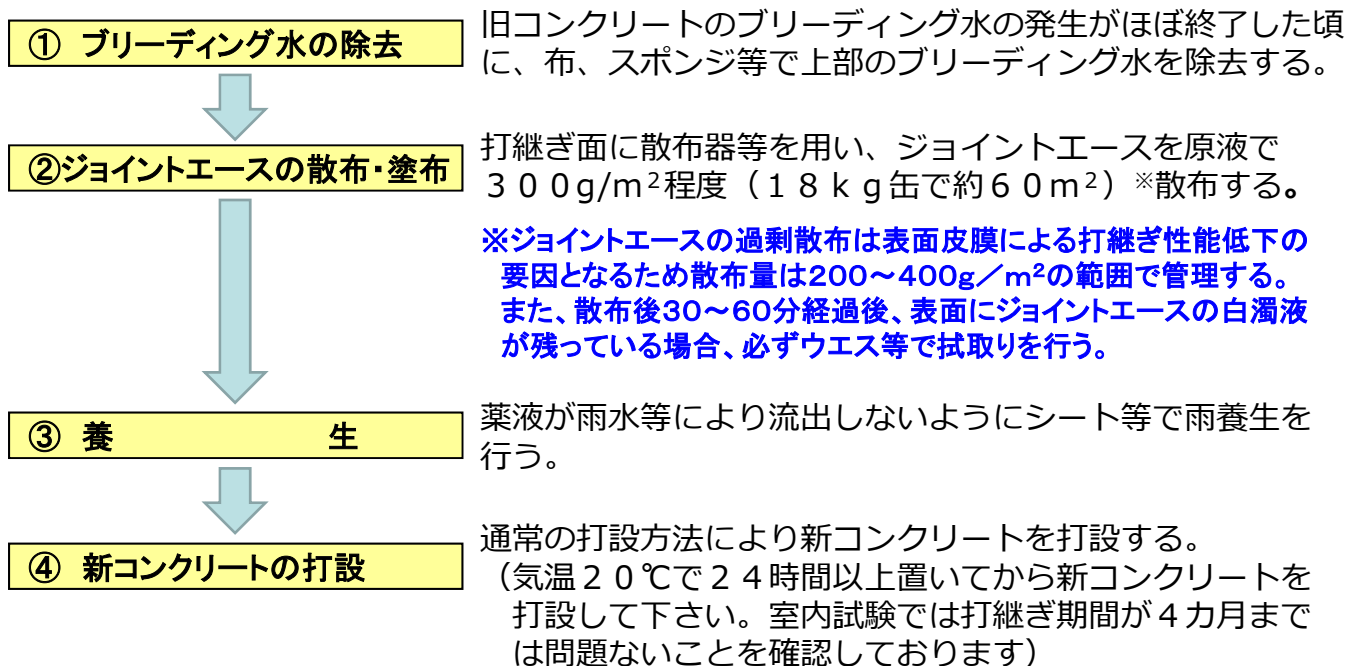 ① ブリーディング水の除去
旧コンクリートのブリーディング水の発生がほぼ終了した頃
に、布、スポンジ等で上部のブリーディング水を除去する。
②ジョイントエースの散布・塗布
打継ぎ面に散布器等を用い、ジョイントエースを原液で
３００g/m²程度（１８ｋｇ缶で約６０m²）※散布する。
※ジョイントエースの過剰散布は表面皮膜による打継ぎ性能低下の
要因となるため散布量は200～400g／m²の範囲で管理する。
また、散布後30～60分経過後、表面にジョイントエースの白濁液
が残っている場合、必ずウエス等で拭取りを行う。
③ 養　　　生
薬液が雨水等により流出しないようにシート等で雨養生を
行う。
④ 新コンクリートの打設
通常の打設方法により新コンクリートを打設する。
（気温２０℃で２４時間以上置いてから新コンクリートを
打設して下さい。室内試験では打継ぎ期間が４カ月まで
は問題ないことを確認しております）